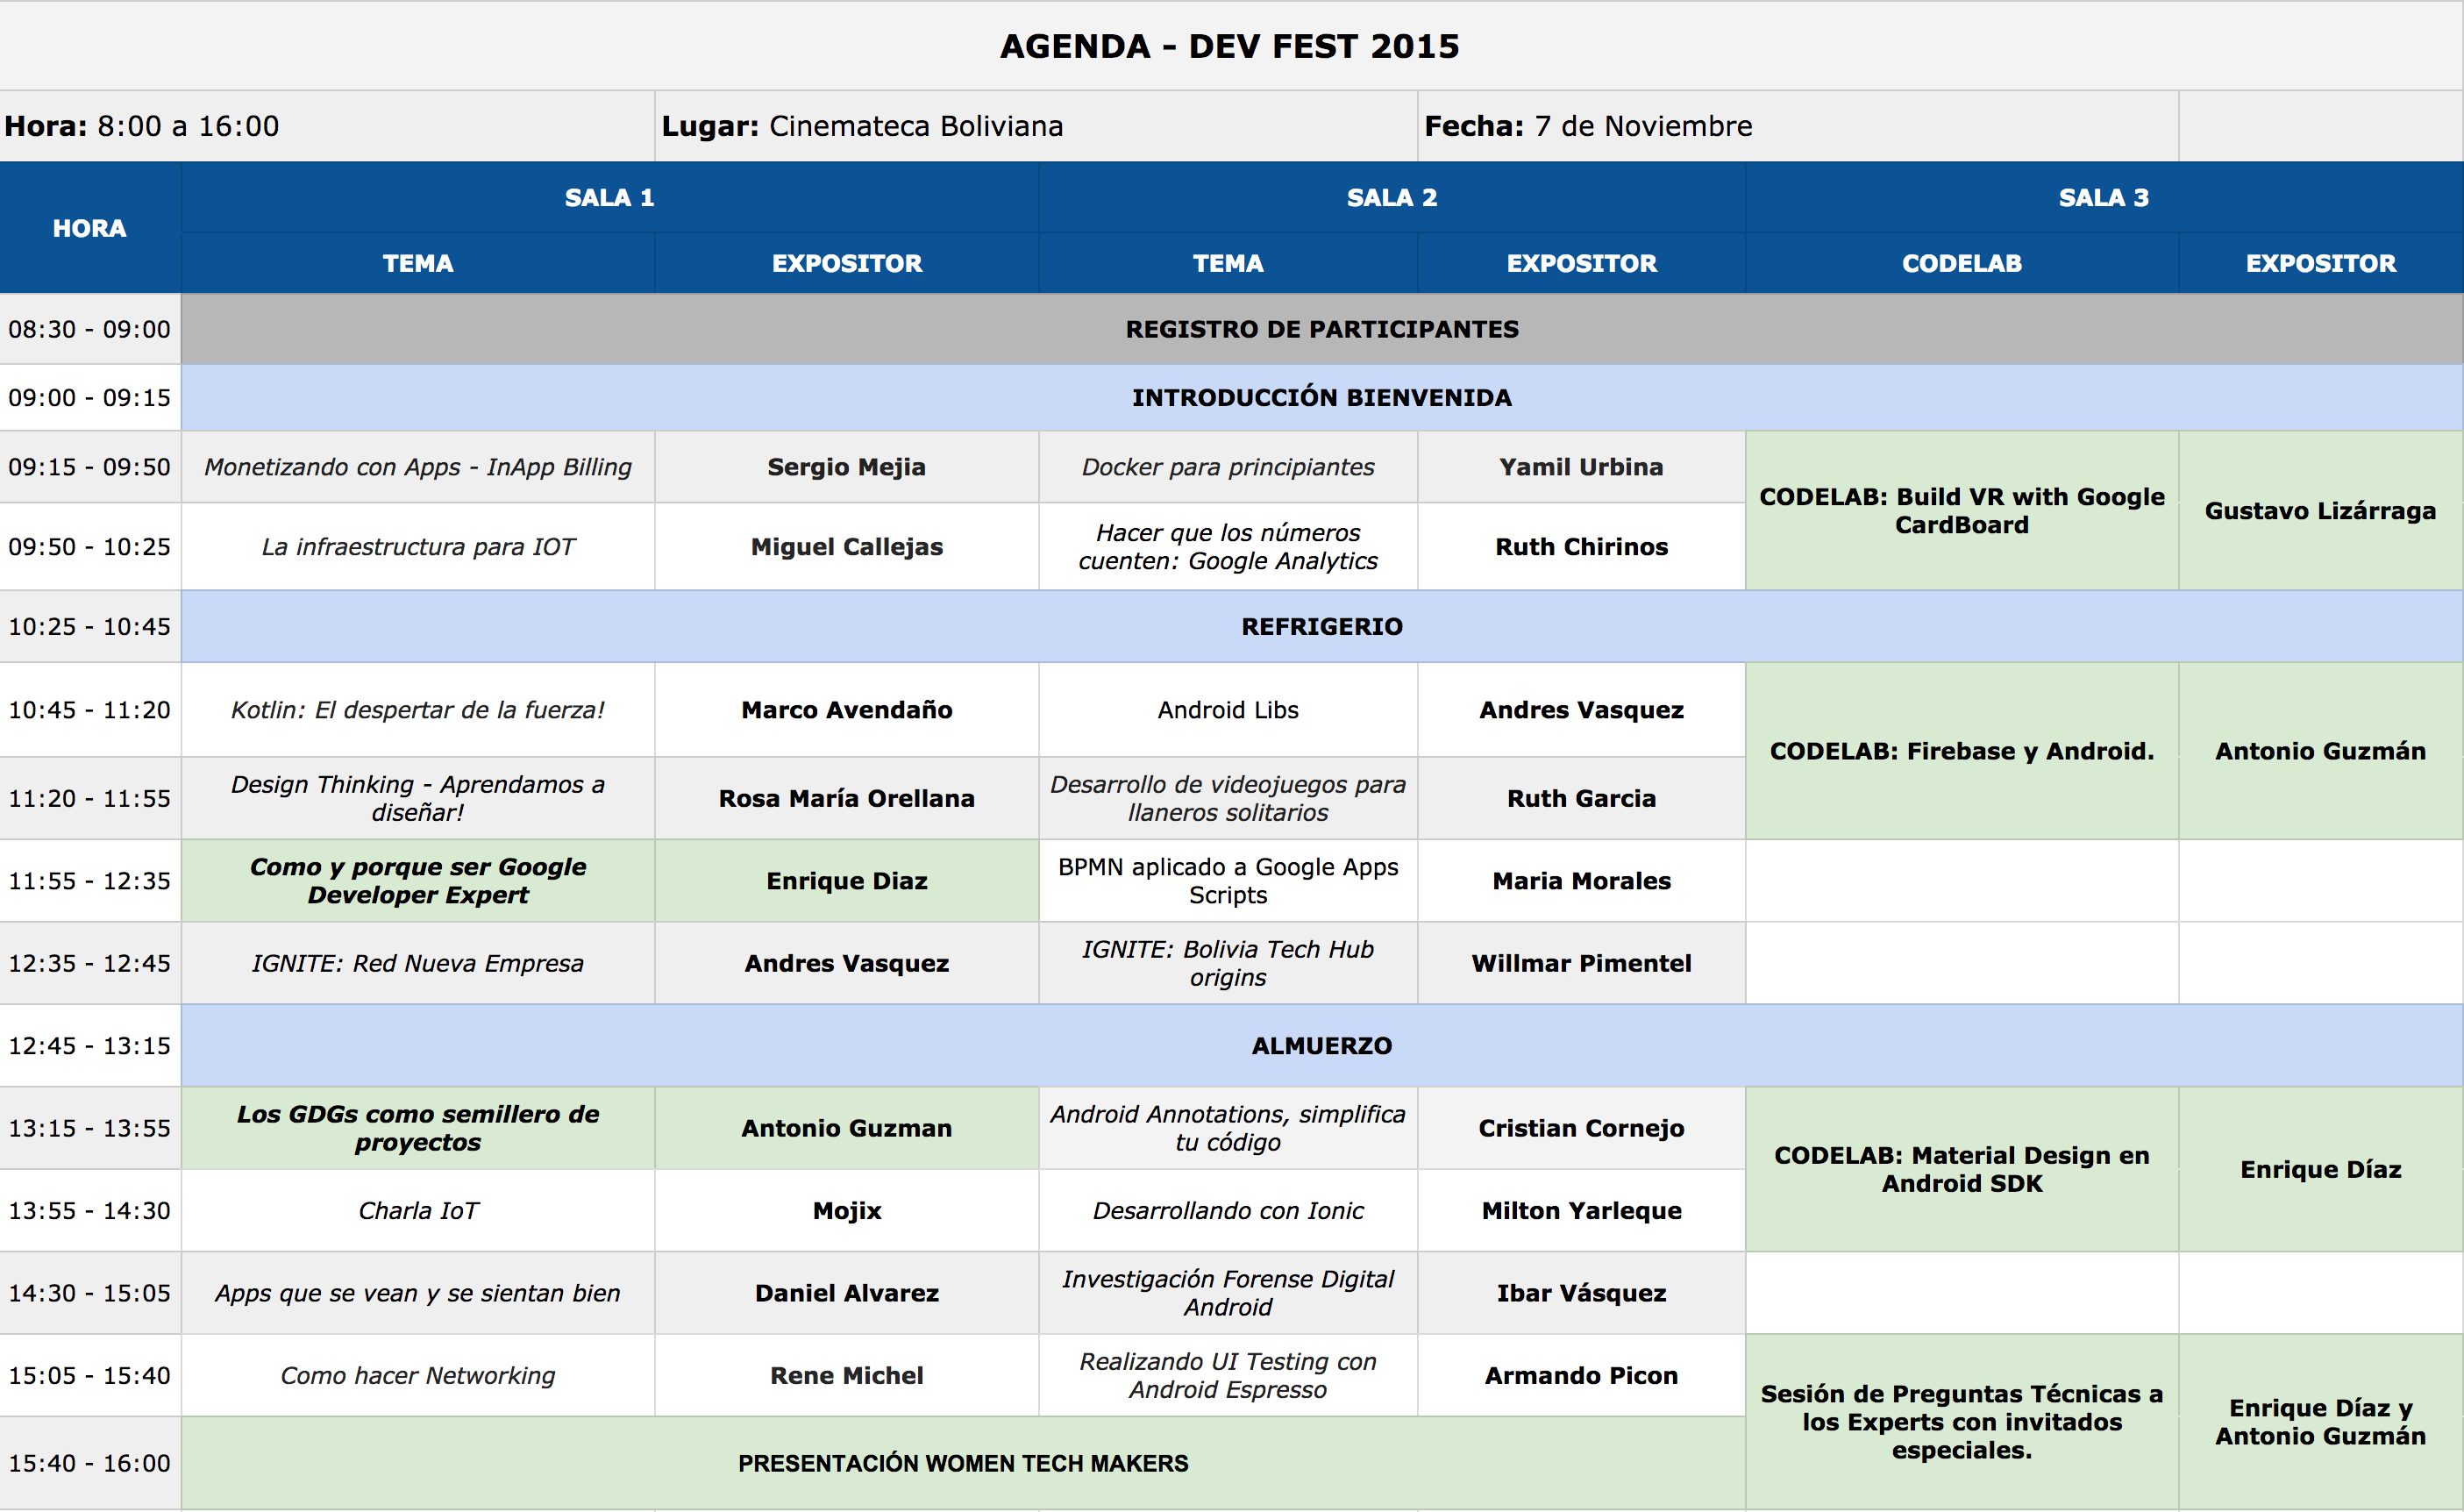 AGENDA - DEV FEST 2015
Hora: 8:00 a 16:00
Lugar: Cinemateca Boliviana
Fecha: 7 de Noviembre
HORA
SALA 1
SALA 2
SALA 3
TEMA
EXPOSITOR
TEMA
EXPOSITOR
CODELAB
EXPOSITOR
08:30 - 09:00
REGISTRO DE PARTICIPANTES
09:00 - 09:15
INTRODUCCIÓN BIENVENIDA
09:15 - 09:50
Monetizando con Apps - InApp Billing
Sergio Mejia
Docker para principiantes
Yamil Urbina
CODELAB: Build VR with Google
CardBoard
Gustavo Lizárraga
09:50 - 10:25
La infraestructura para IOT
Miguel Callejas
Hacer que los números
cuenten: Google Analytics
Ruth Chirinos
10:25 - 10:45
REFRIGERIO
10:45 - 11:20
Kotlin: El despertar de la fuerza!
Marco Avendaño
Android Libs
Andres Vasquez
CODELAB: Firebase y Android.
Antonio Guzmán
11:20 - 11:55
Design Thinking - Aprendamos a
diseñar!
Rosa María Orellana
Desarrollo de videojuegos para
llaneros solitarios
Ruth Garcia
11:55 - 12:35
Como y porque ser Google
Developer Expert
Enrique Diaz
BPMN aplicado a Google Apps
Scripts
Maria Morales
12:35 - 12:45
IGNITE: Red Nueva Empresa
Andres Vasquez
IGNITE: Bolivia Tech Hub
origins
Willmar Pimentel
12:45 - 13:15
ALMUERZO
13:15 - 13:55
Los GDGs como semillero de
proyectos
Antonio Guzman
Android Annotations, simplifica
tu código
Cristian Cornejo
CODELAB: Material Design en
Android SDK
Enrique Díaz
13:55 - 14:30
Charla IoT
Mojix
Desarrollando con Ionic
Milton Yarleque
14:30 - 15:05
Apps que se vean y se sientan bien
Daniel Alvarez
Investigación Forense Digital
Android
Ibar Vásquez
15:05 - 15:40
Como hacer Networking
Rene Michel
Realizando UI Testing con
Android Espresso
Armando Picon
Sesión de Preguntas Técnicas a
los Experts con invitados
especiales.
Enrique Díaz y
Antonio Guzmán
15:40 - 16:00
PRESENTACIÓN WOMEN TECH MAKERS